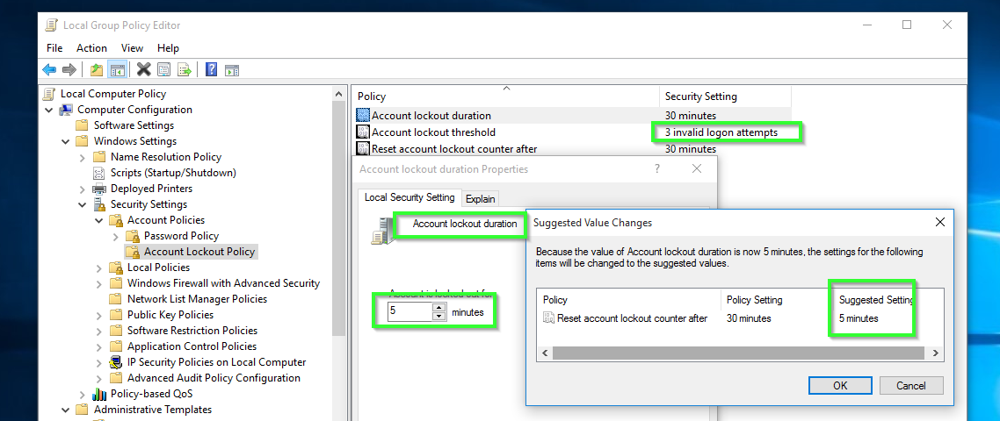 Local Group Policy Editor
File Action View Help
Local Computer Policy
Computer Configuration
Software Settings
Windows Settings
Name Resolution Policy
Scripts (Startup/Shutdown)
Deployed Printers
Security Settings
Account Policies
Password Policy
Account Lockout Policy
Local Policies
Windows Firewall with Advanced Security
Network List Manager Policies
Public Key Policies
Software Restriction Policies
Application Control Policies
IP Security Policies on Local Computer
Advanced Audit Policy Configuration
Policy-based QoS
Administrative Templates
Policy Security Setting
Account lockout duration 30 minutes
Account lockout threshold 3 invalid logon attempts
Reset account lockout counter after 30 minutes
Account lockout duration Properties
Local Security Setting Explain
Account lockout duration
Account is locked out for
5 minutes
Suggested Value Changes
Because the value of Account lockout duration is now 5 minutes, the settings for the following
items will be changed to the suggested values.
Policy Policy Setting Suggested Setting
Reset account lockout counter after 30 minutes 5 minutes
OK Cancel